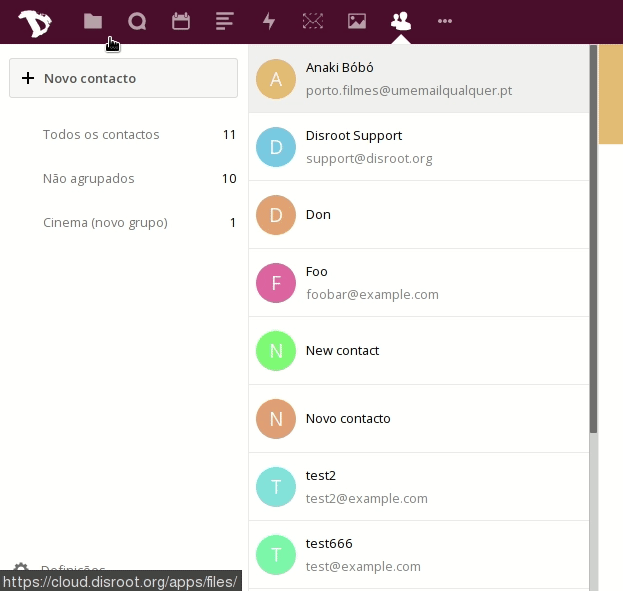 Novo contacto
Todos os contactos 11
Não agrupados 10
Cinema (novo grupo) 1
Definições
https://cloud.disroot.org/apps/files/
A
Anaki Bóbó
porto.filmes@umemailqualquer.pt
D
Disroot Support
support@disroot.org
D
Don
F
Foo
foobar@example.com
N
New contact
N
Novo contacto
T
test2
test2@example.com
T
test666
test@example.com